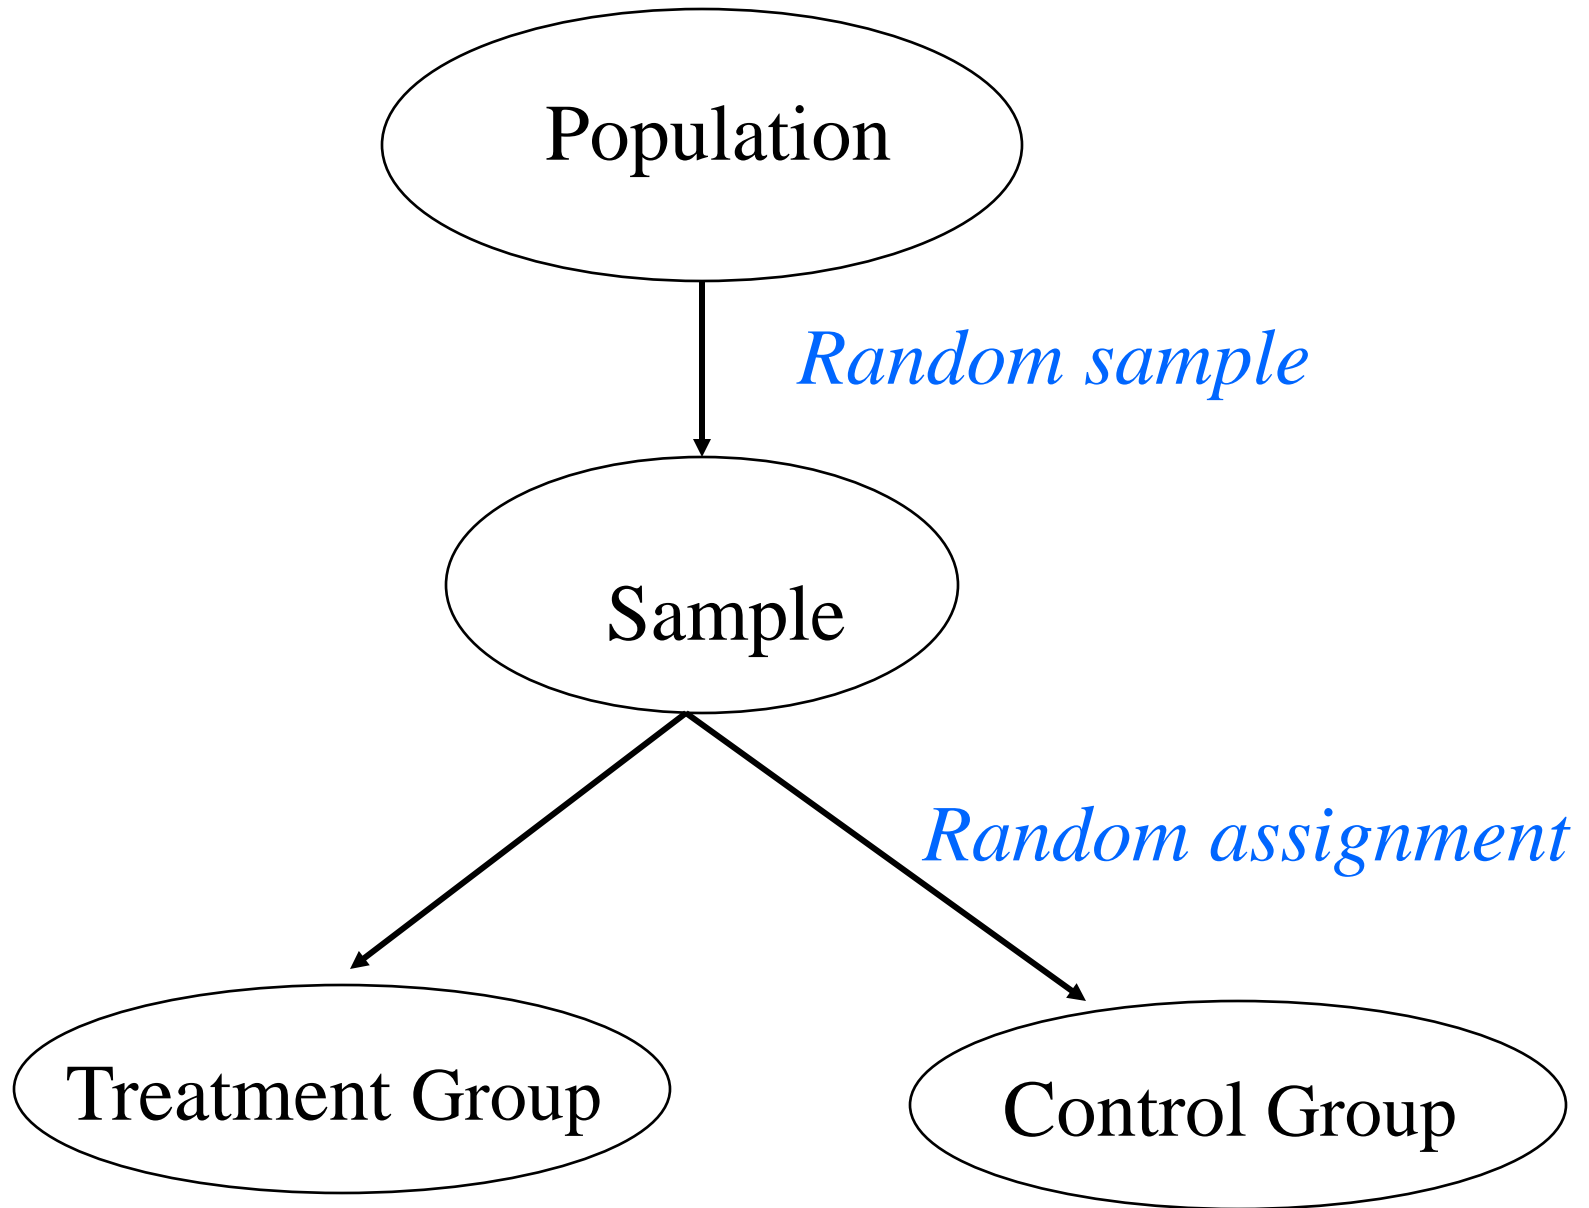 Population
Random sample
Sample
Random assignment
Treatment Group
Control Group